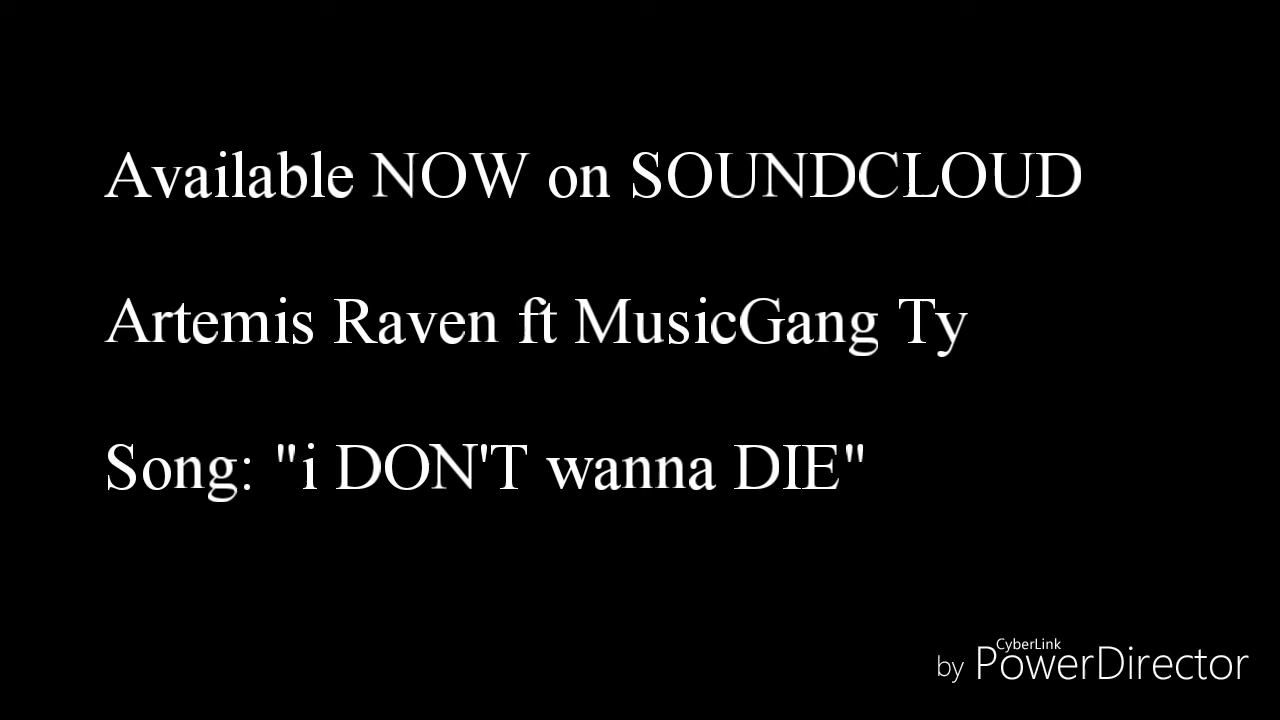 Available NOW on SOUNDCLOUD
Artemis Raven ft MusicGang Ty
Song: "i DON'T wanna DIE"
CyberLink
by PowerDirector